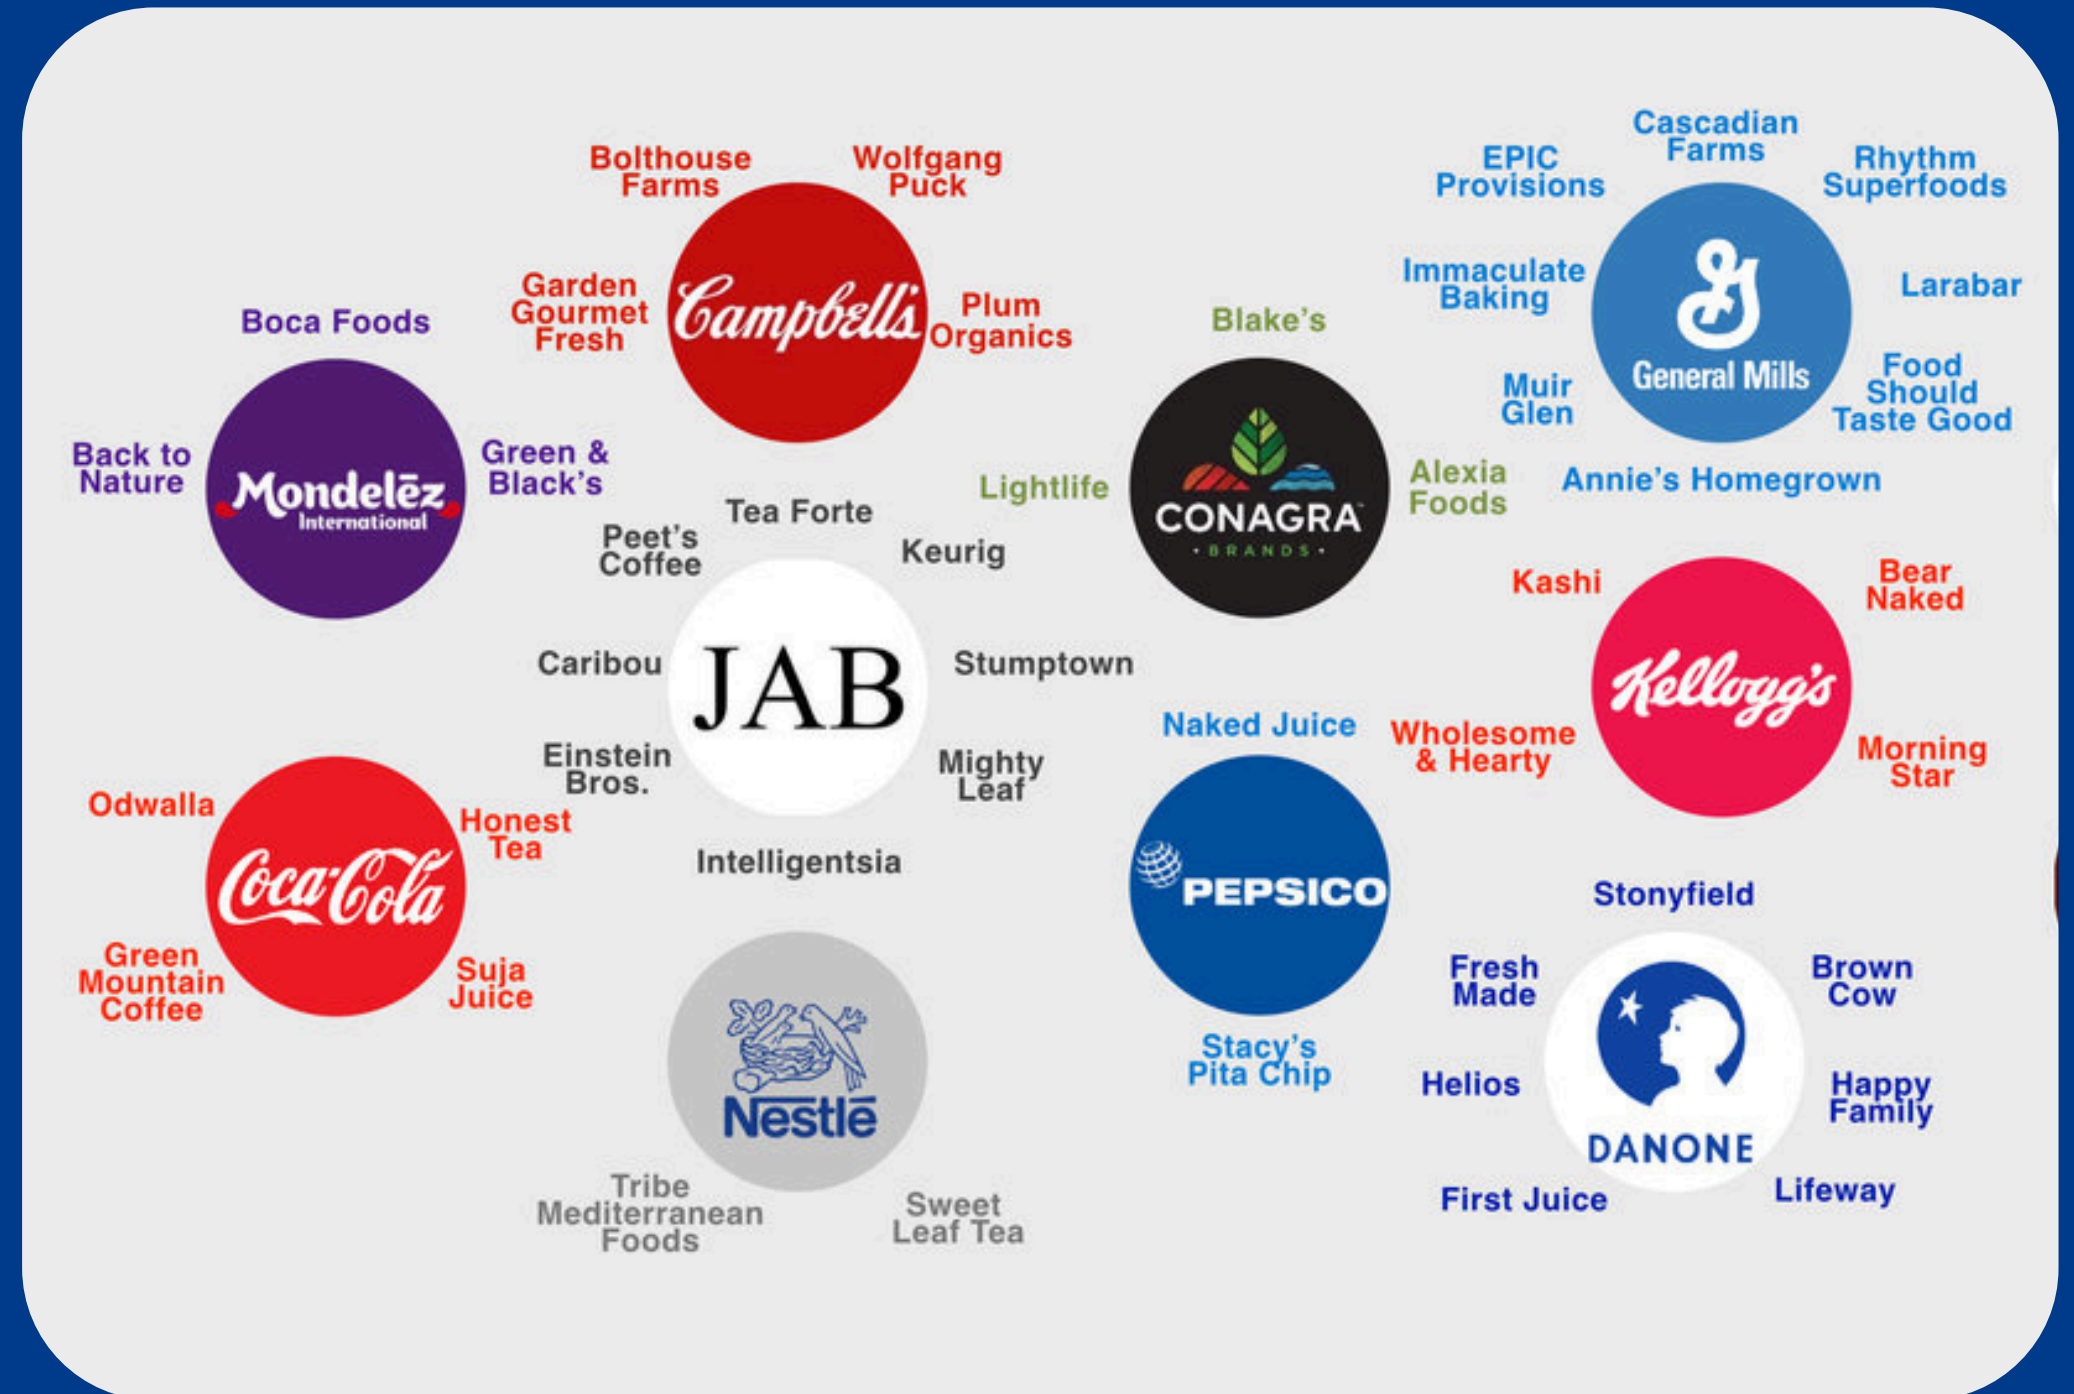 Boca Foods
Back to
Nature
Mondelēz
International
Green &
Black's
Bolthouse
Farms
Wolfgang
Puck
Garden
Gourmet
Fresh
Campbell's
Plum
Organics
Tea Forte
Peet's
Coffee
Keurig
Caribou
JAB
Stumptown
Einstein
Bros.
Mighty
Leaf
Intelligentsia
Odwalla
Honest
Tea
Coca-Cola
Green
Mountain
Coffee
Suja
Juice
Nestlē
Tribe
Mediterranean
Foods
Sweet
Leaf Tea
Blake's
Lightlife
CONAGRA
• BRANDS •
Alexia
Foods
Naked Juice
PEPSICO
Stacy's
Pita Chip
Cascadian
Farms
EPIC
Provisions
Rhythm
Superfoods
Immaculate
Baking
Larabar
G
General Mills
Muir
Glen
Food
Should
Taste Good
Annie's Homegrown
Kashi
Bear
Naked
Kellogg's
Wholesome
& Hearty
Morning
Star
Stonyfield
Fresh
Made
Brown
Cow
Helios
Happy
Family
DANONE
First Juice
Lifeway